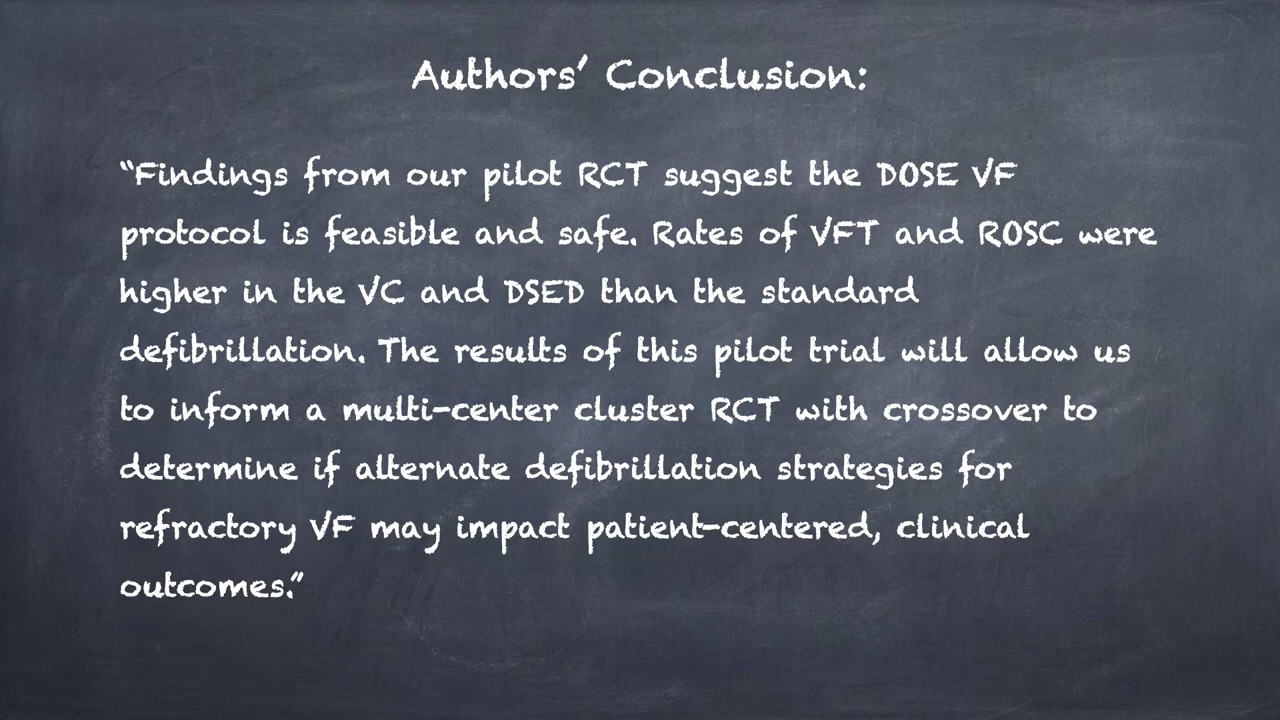 Authors’ Conclusion:
“Findings from our pilot RCT suggest the DOSE VF
protocol is feasible and safe. Rates of VFT and ROSC were
higher in the VC and DSED than the standard
defibrillation. The results of this pilot trial will allow us
to inform a multi-center cluster RCT with crossover to
determine if alternate defibrillation strategies for
refractory VF may impact patient-centered, clinical
outcomes.”